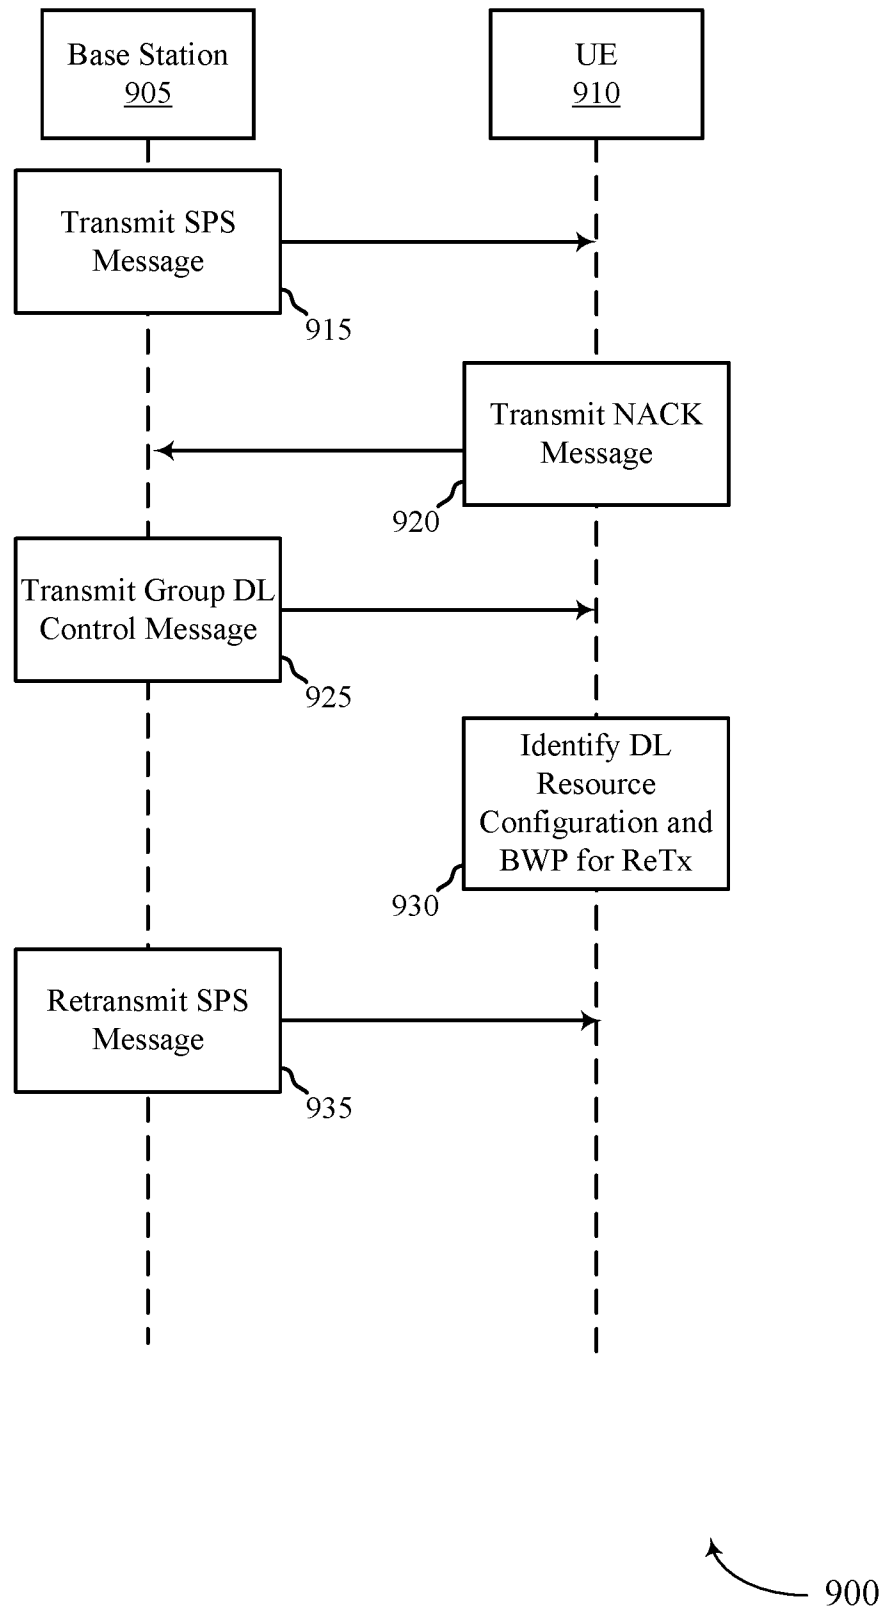 Base Station
905
UE
910
Transmit SPS
Message
915
Transmit NACK
Message
920
Transmit Group DL
Control Message
925
Identify DL
Resource
Configuration and
BWP for ReTx
930
Retransmit SPS
Message
935
900